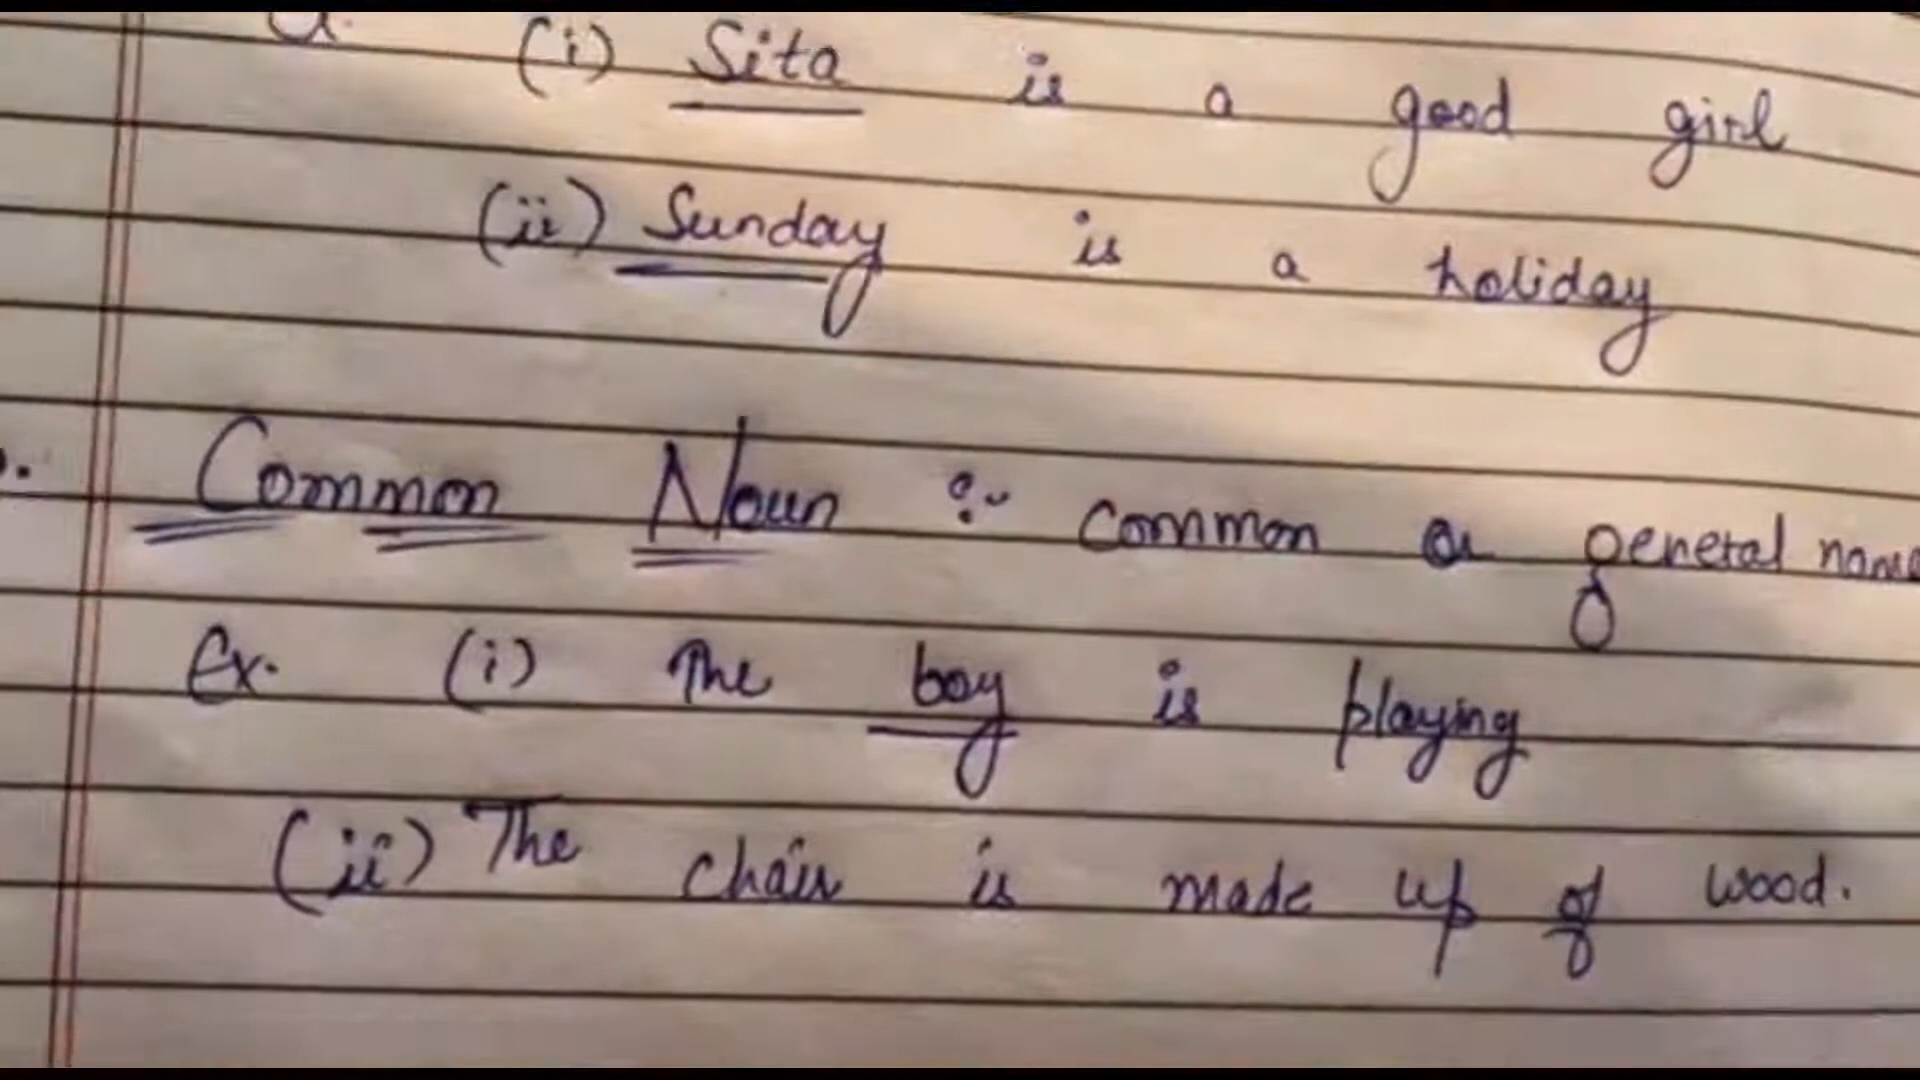 (i) Sita is a good girl
(ii) Sunday is a holiday
Common Noun :- Common or general name
Ex. (i) The boy is playing
(ii) The chair is made up of wood.